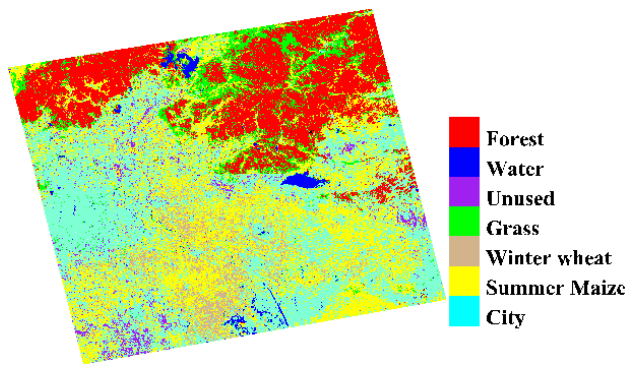 Forest
Water
Unused
Grass
Winter wheat
Summer Maize
City